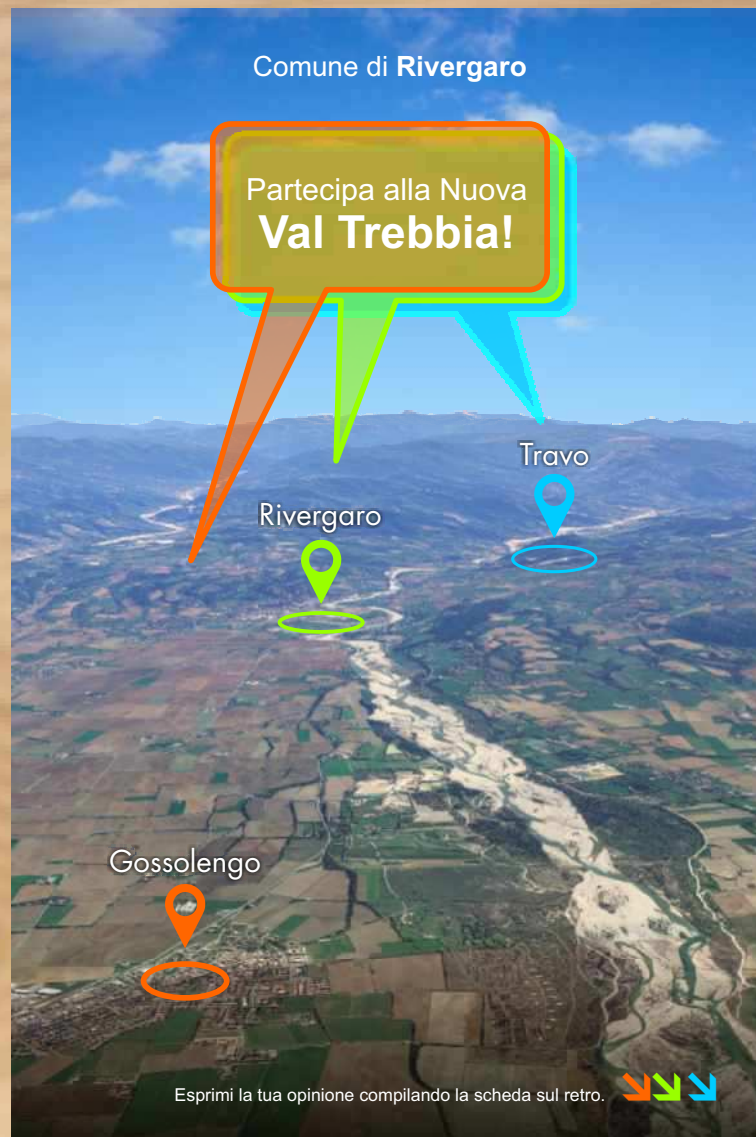 Comune di Rivergaro
Partecipa alla Nuova
Val Trebbia!
Travo
Rivergaro
Gossolengo
Esprimi la tua opinione compilando la scheda sul retro.